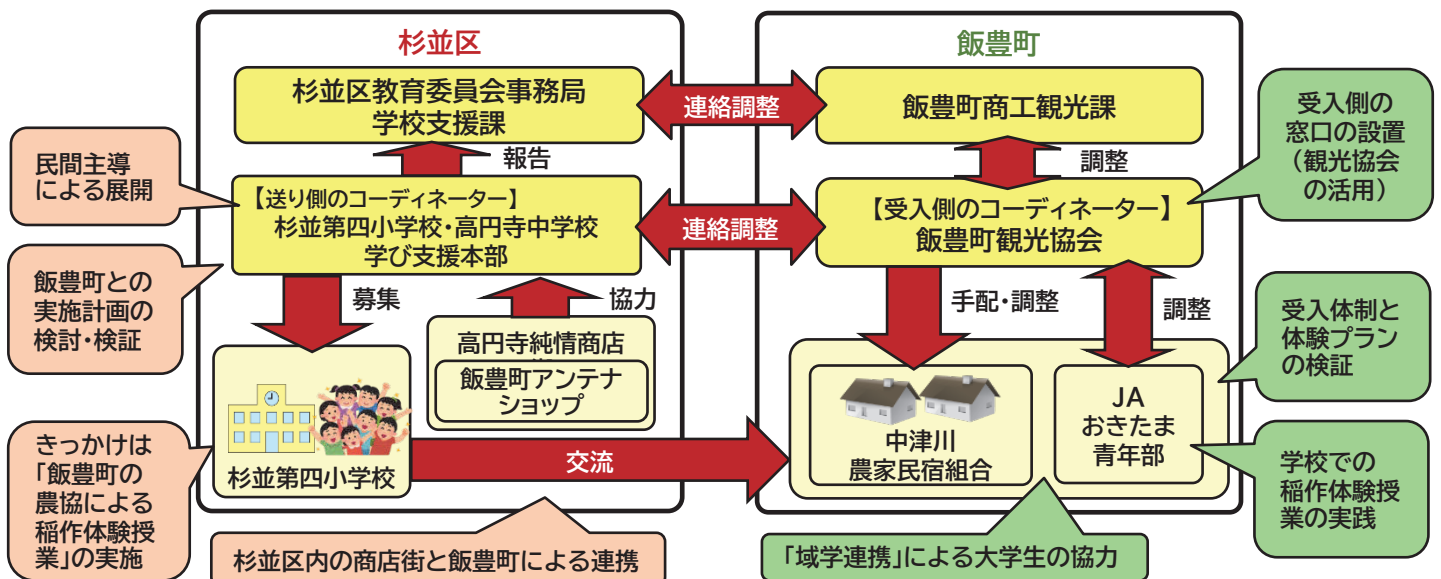 杉並区
飯豊町
杉並区教育委員会事務局
学校支援課
連絡調整
飯豊町商工観光課
受入側の
窓口の設置
(観光協会
の活用)
民間主導
による展開
報告
調整
【送り側のコーディネーター】
杉並第四小学校・高円寺中学校
学び支援本部
連絡調整
【受入側のコーディネーター】
飯豊町観光協会
飯豊町との
実施計画の
検討・検証
募集
協力
手配・調整
調整
受入体制と
体験プラン
の検証
高円寺純情商店
飯豊町アンテナ
ショップ
杉並第四小学校
交流
中津川
農家民宿組合
JA
おきたま
青年部
きっかけは
「飯豊町の
農協による
稲作体験授
業」の実施
学校での
稲作体験授
業の実践
杉並区内の商店街と飯豊町による連携
「域学連携」による大学生の協力